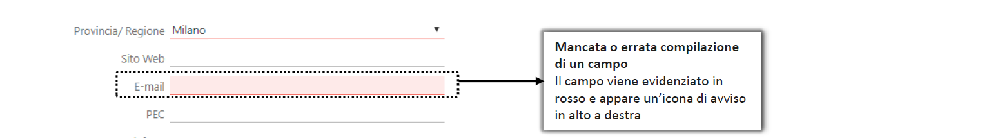 Provincia/ Regione Milano
Sito Web
E-mail
PEC
Mancata o errata compilazione
di un campo
Il campo viene evidenziato in
rosso e appare un’icona di avviso
in alto a destra